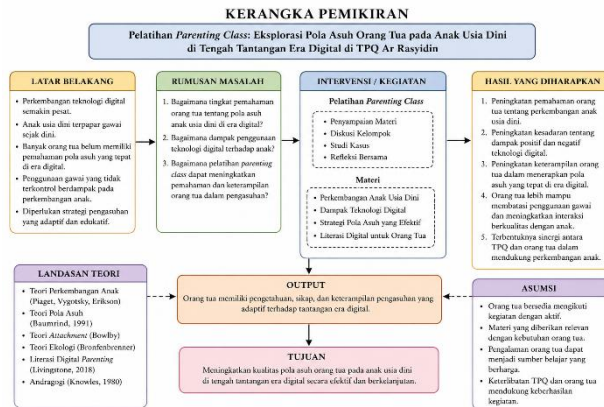 KERANGKA PEMIKIRAN
Pelatihan Parenting Class: Eksplorasi Pola Asuh Orang Tua pada Anak Usia Dini
di Tengah Tantangan Era Digital di TPQ Ar Rasyidin
LATAR BELAKANG
• Perkembangan teknologi digital
semakin pesat.
• Anak usia dini terpapar gawai
sejak dini.
• Banyak orang tua belum memiliki
pemahaman pola asuh yang tepat
di era digital.
• Penggunaan gawai yang tidak
terkontrol berdampak pada
perkembangan anak.
• Diperlukan strategi pengasuhan
yang adaptif dan edukatif.
RUMUSAN MASALAH
1. Bagaimana tingkat pemahaman
orang tua tentang pola asuh
anak usia dini di era digital?
2. Bagaimana dampak penggunaan
teknologi digital terhadap anak?
3. Bagaimana pelatihan parenting
class dapat meningkatkan
pemahaman dan keterampilan
orang tua dalam pengasuhan?
INTERVENSI / KEGIATAN
Pelatihan Parenting Class
• Penyampaian Materi
• Diskusi Kelompok
• Studi Kasus
• Refleksi Bersama
Materi
• Perkembangan Anak Usia Dini
• Dampak Teknologi Digital
• Strategi Pola Asuh yang Efektif
• Literasi Digital untuk Orang Tua
HASIL YANG DIHARAPKAN
1. Peningkatan pemahaman orang
tua tentang perkembangan anak
usia dini.
2. Peningkatan kesadaran tentang
dampak positif dan negatif
teknologi digital.
3. Peningkatan keterampilan orang
tua dalam menerapkan pola
asuh yang tepat di era digital.
4. Orang tua lebih mampu
membatasi penggunaan gawai
dan meningkatkan interaksi
berkualitas dengan anak.
5. Terbentuknya sinergi antara
TPQ dan orang tua dalam
mendukung perkembangan anak.
LANDASAN TEORI
• Teori Perkembangan Anak
(Piaget, Vygotsky, Erikson)
• Teori Pola Asuh
(Baumrind, 1991)
• Teori Attachment (Bowlby)
• Teori Ekologi (Bronfenbrenner)
• Literasi Digital Parenting
(Livingstone, 2018)
• Andragogi (Knowles, 1980)
OUTPUT
Orang tua memiliki pengetahuan, sikap, dan keterampilan pengasuhan yang
adaptif terhadap tantangan era digital.
TUJUAN
Meningkatkan kualitas pola asuh orang tua pada anak usia dini
di tengah tantangan era digital secara efektif dan berkelanjutan.
ASUMSI
• Orang tua bersedia mengikuti
kegiatan dengan aktif.
• Materi yang diberikan relevan
dengan kebutuhan orang tua.
• Pengalaman orang tua dapat
menjadi sumber belajar yang
berharga.
• Keterlibatan TPQ dan orang tua
mendukung keberhasilan
kegiatan.